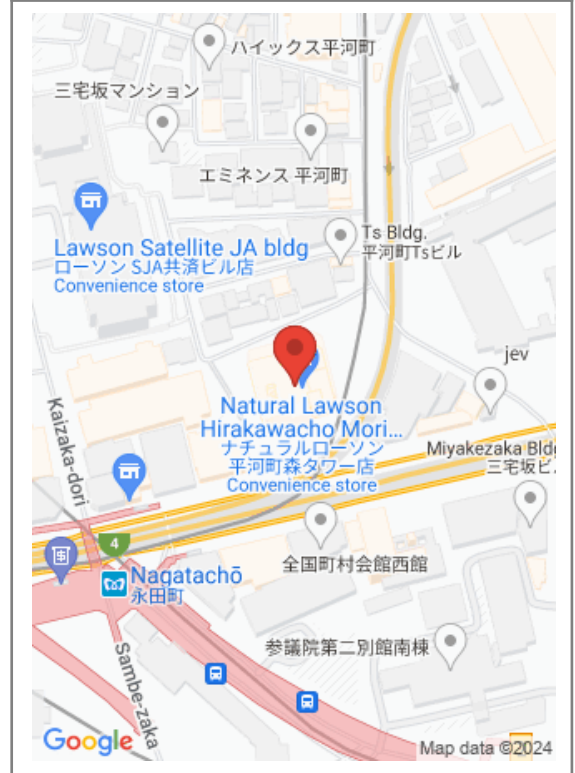 ハイックス平河町
三宅坂マンション
エミネンス 平河町
Ts Bldg.
平河町Tsビル
Lawson Satellite JA bldg
ローソン SJA共済ビル店
Convenience store
jev
Natural Lawson
Hirakawacho Mori...
ナチュラルローソン
平河町森タワー店
Convenience store
Kaizaka-dori
Miyakezaka Bldg
三宅坂ビ
4
全国町村会館西館
Nagatachō
永田町
参議院第二別館南棟
Sambe-zaka
Google
Map data ©2024